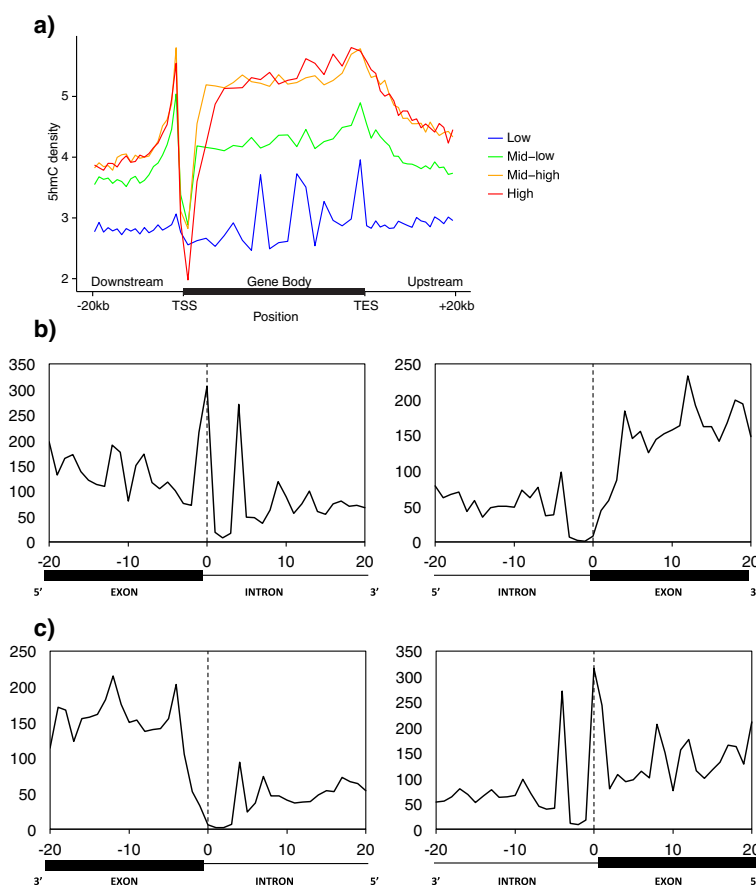 a)
5hmC density
5
4
3
2
Low
Mid−low
Mid−high
High
Downstream Gene Body Upstream
-20kb TSS TES +20kb
Position
b)
350
300
250
200
150
100
50
0
-20 -10 0 10 20
5’ EXON INTRON 3’
250
200
150
100
50
0
-20 -10 0 10 20
5’ INTRON EXON 3’
c)
250
200
150
100
50
0
-20 -10 0 10 20
3’ EXON INTRON 5’
350
300
250
200
150
100
50
0
-20 -10 0 10 20
3’ INTRON EXON 5’